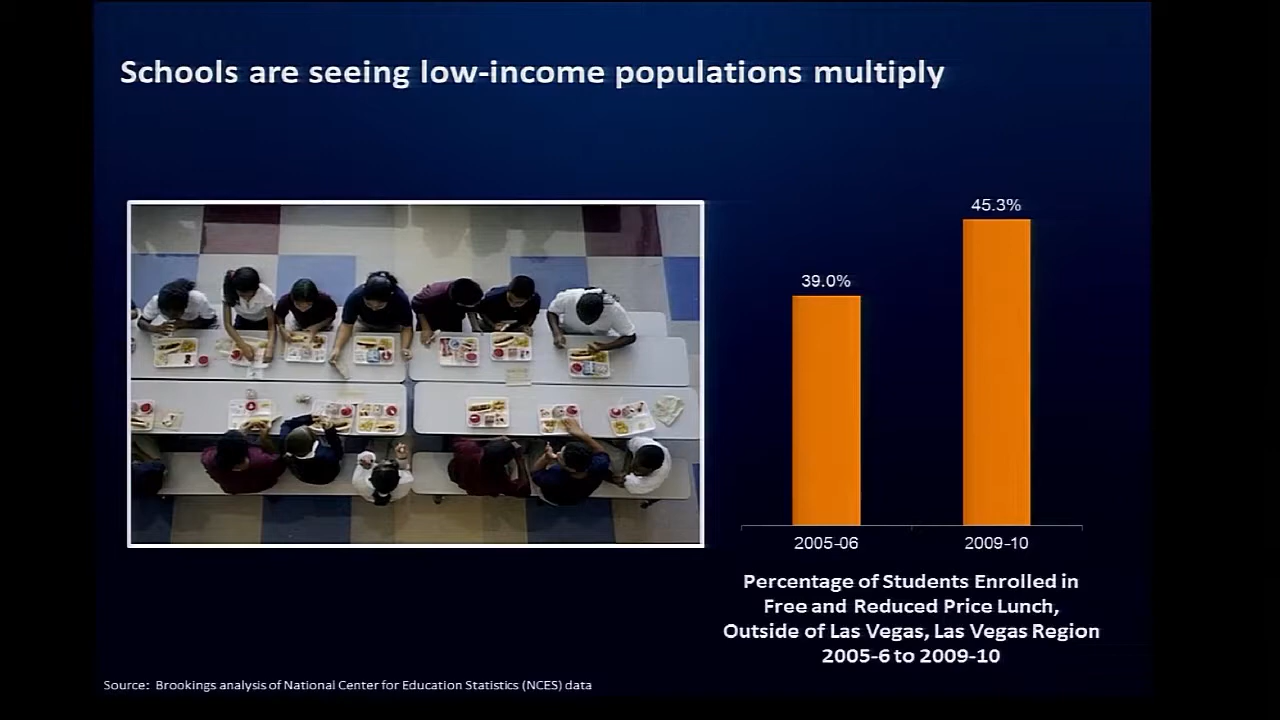 Schools are seeing low-income populations multiply
39.0%
45.3%
2005-06
2009-10
Percentage of Students Enrolled in
Free and Reduced Price Lunch,
Outside of Las Vegas, Las Vegas Region
2005-6 to 2009-10
Source: Brookings analysis of National Center for Education Statistics (NCES) data